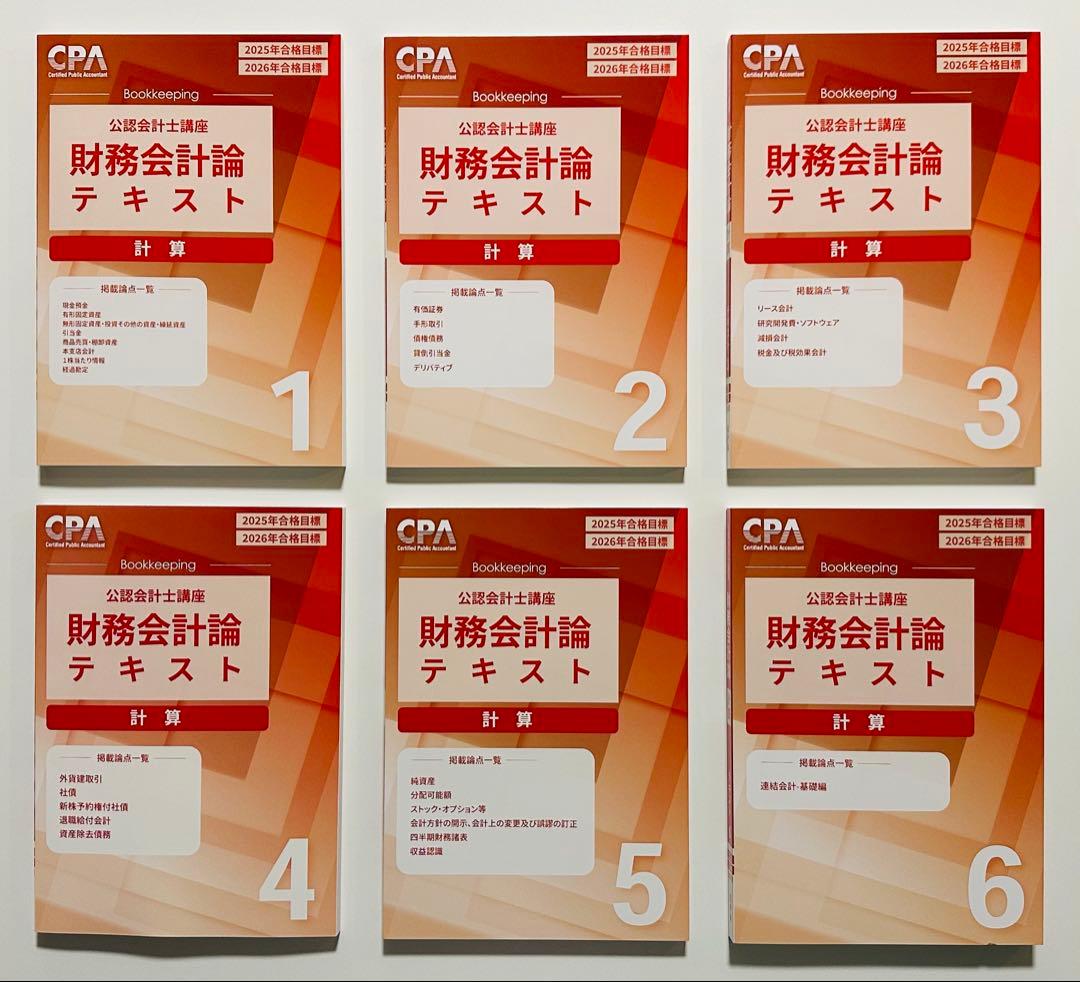 CPA
Certified Public Accountant
2025年合格目標
2026年合格目標
Bookkeeping
公認会計士講座
財務会計論
テキスト
計算
掲載論点一覧
現金預金
有形固定資産
無形固定資産・投資その他の資産・繰延資産
引当金
商品売買・棚卸資産
本支店会計
1株当たり情報
経過勘定
1
CPA
Certified Public Accountant
2025年合格目標
2026年合格目標
Bookkeeping
公認会計士講座
財務会計論
テキスト
計算
掲載論点一覧
有価証券
手形取引
債権債務
貸倒引当金
デリバティブ
2
CPA
Certified Public Accountant
2025年合格目標
2026年合格目標
Bookkeeping
公認会計士講座
財務会計論
テキスト
計算
掲載論点一覧
リース会計
研究開発費・ソフトウェア
減損会計
税金及び税効果会計
3
CPA
Certified Public Accountant
2025年合格目標
2026年合格目標
Bookkeeping
公認会計士講座
財務会計論
テキスト
計算
掲載論点一覧
外貨建取引
社債
新株予約権付社債
退職給付会計
資産除去債務
4
CPA
Certified Public Accountant
2025年合格目標
2026年合格目標
Bookkeeping
公認会計士講座
財務会計論
テキスト
計算
掲載論点一覧
純資産
分配可能額
ストック・オプション等
会計方針の開示、会計上の変更及び誤謬の訂正
四半期財務諸表
収益認識
5
CPA
Certified Public Accountant
2025年合格目標
2026年合格目標
Bookkeeping
公認会計士講座
財務会計論
テキスト
計算
掲載論点一覧
連結会計-基礎編
6